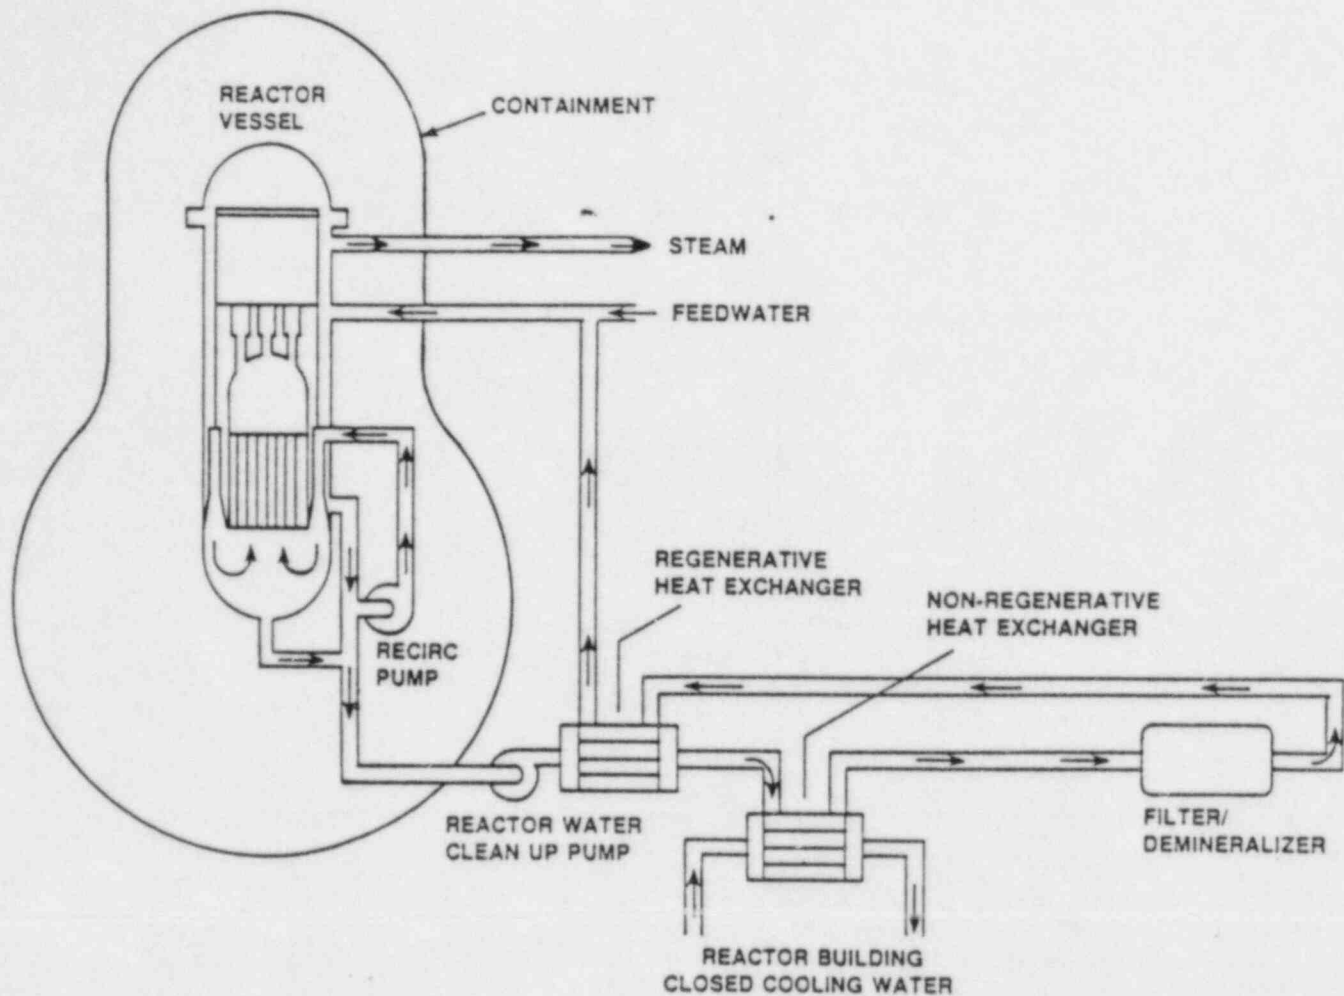 REACTOR
VESSEL
CONTAINMENT
STEAM
FEEDWATER
REGENERATIVE
HEAT EXCHANGER
NON-REGENERATIVE
HEAT EXCHANGER
RECIRC
PUMP
REACTOR WATER
CLEAN UP PUMP
FILTER/
DEMINERALIZER
REACTOR BUILDING
CLOSED COOLING WATER